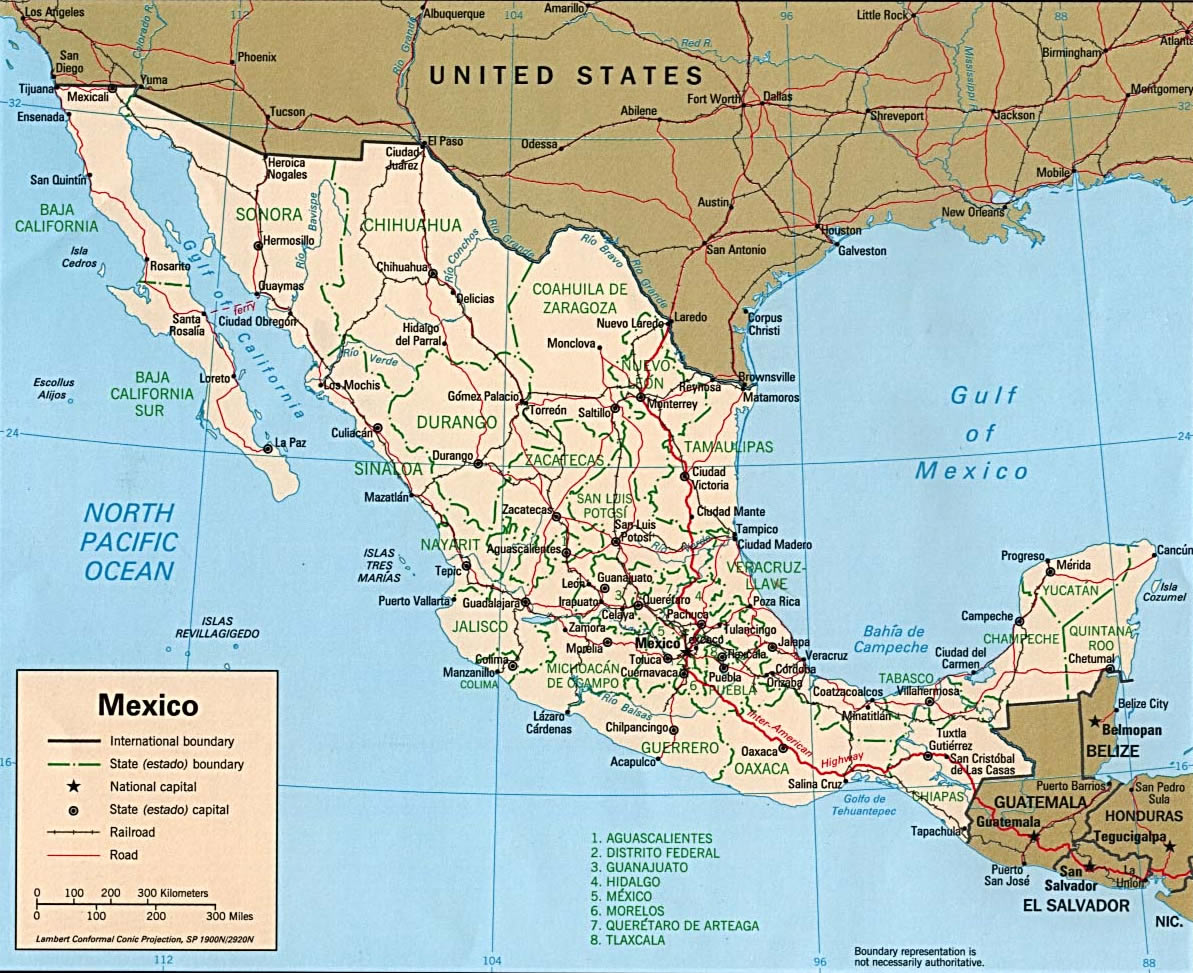 Los Angeles
112
Albuquerque
104
Amarillo
96
Little Rock
88
Atlanta
Colorado R.
Rio Grande
Red R.
Mississippi R.
Birmingham
San
Diego
Phoenix
UNITED STATES
Tijuana
Mexicali
Yuma
Fort Worth
Dallas
Montgomery
32
Ensenada
Tucson
Abilene
Shreveport
Jackson
32
El Paso
Odessa
Ciudad
Juárez
Heroica
Nogales
Mobile
San Quintín
Austin
New Orleans
BAJA
CALIFORNIA
SONORA
Río Bavispe
CHIHUAHUA
Rio Grande
Río Bravo
Houston
Galveston
San Antonio
Isla
Cedros
Hermosillo
Río Conchos
Rio Grande
Gulf of California
Rosarito
Chihuahua
Guaymas
Delicias
COAHUILA DE
ZARAGOZA
ferry
Santa
Rosalía
Ciudad Obregón
Hidalgo
del Parral
Nuevo Laredo
Laredo
Corpus
Christi
Monclova
Río Verde
NUEVO
LEÓN
Escollus
Alijos
BAJA
CALIFORNIA
SUR
Loreto
Los Mochis
Reynosa
Brownsville
Matamoros
Gómez Palacio
Torreón
Saltillo
Monterrey
Gulf
of
Mexico
24
Culiacán
DURANGO
24
La Paz
Durango
ZACATECAS
TAMAULIPAS
SINALOA
Ciudad
Victoria
Mazatlán
SAN LUIS
POTOSÍ
Zacatecas
Ciudad Mante
NORTH
PACIFIC
OCEAN
San Luis
Potosí
Tampico
Ciudad Madero
NAYARIT
Aguascalientes
ISLAS
TRES
MARÍAS
Tepic
VERACRUZ-
LLAVE
Progreso
Mérida
Cancún
Isla
Cozumel
YUCATAN
León
Guanajuato
Puerto Vallarta
Guadalajara
Irapuato
3
Querétaro
4
Poza Rica
Celaya
Pachuca
Campeche
ISLAS
REVILLAGIGEDO
JALISCO
Zamora
5
Tulancingo
Bahía de
Campeche
CHAMPECHE
QUINTANA
ROO
Morelia
Mexico
Texcoco
Jalapa
Tlaxcala
Veracruz
Ciudad del
Carmen
Chetumal
Colima
Toluca
Manzanillo
COLIMA
MICHOACÁN
DE OCAMPO
Cuernavaca
Puebla
Córdoba
Orizaba
TABASCO
Villahermosa
6
PUEBLA
Coatzacoalcos
Minatitlán
Belize City
Belmopan
BELIZE
Río Balsas
Lázaro
Cárdenas
Chilpancingo
Inter-American
Highway
Tuxtla
Gutiérrez
San Cristóbal
de Las Casas
GUERRERO
Oaxaca
Acapulco
OAXACA
16
16
Salina Cruz
Golfo de
Tehuantepec
CHIAPAS
Puerto Barrios
San Pedro
Sula
GUATEMALA
Guatemala
HONDURAS
Tegucigalpa
Tapachula
Puerto
San José
San
Salvador
La
Unión
EL SALVADOR
NIC.
Mexico
International boundary
State (estado) boundary
National capital
State (estado) capital
Railroad
Road
0 100 200 300 Kilometers
0 100 200 300 Miles
Lambert Conformal Conic Projection, SP 1900N/2920N
1. AGUASCALIENTES
2. DISTRITO FEDERAL
3. GUANAJUATO
4. HIDALGO
5. MÉXICO
6. MORELOS
7. QUERÉTARO DE ARTEAGA
8. TLAXCALA
Boundary representation is
not necessarily authoritative.
112
104
96
88